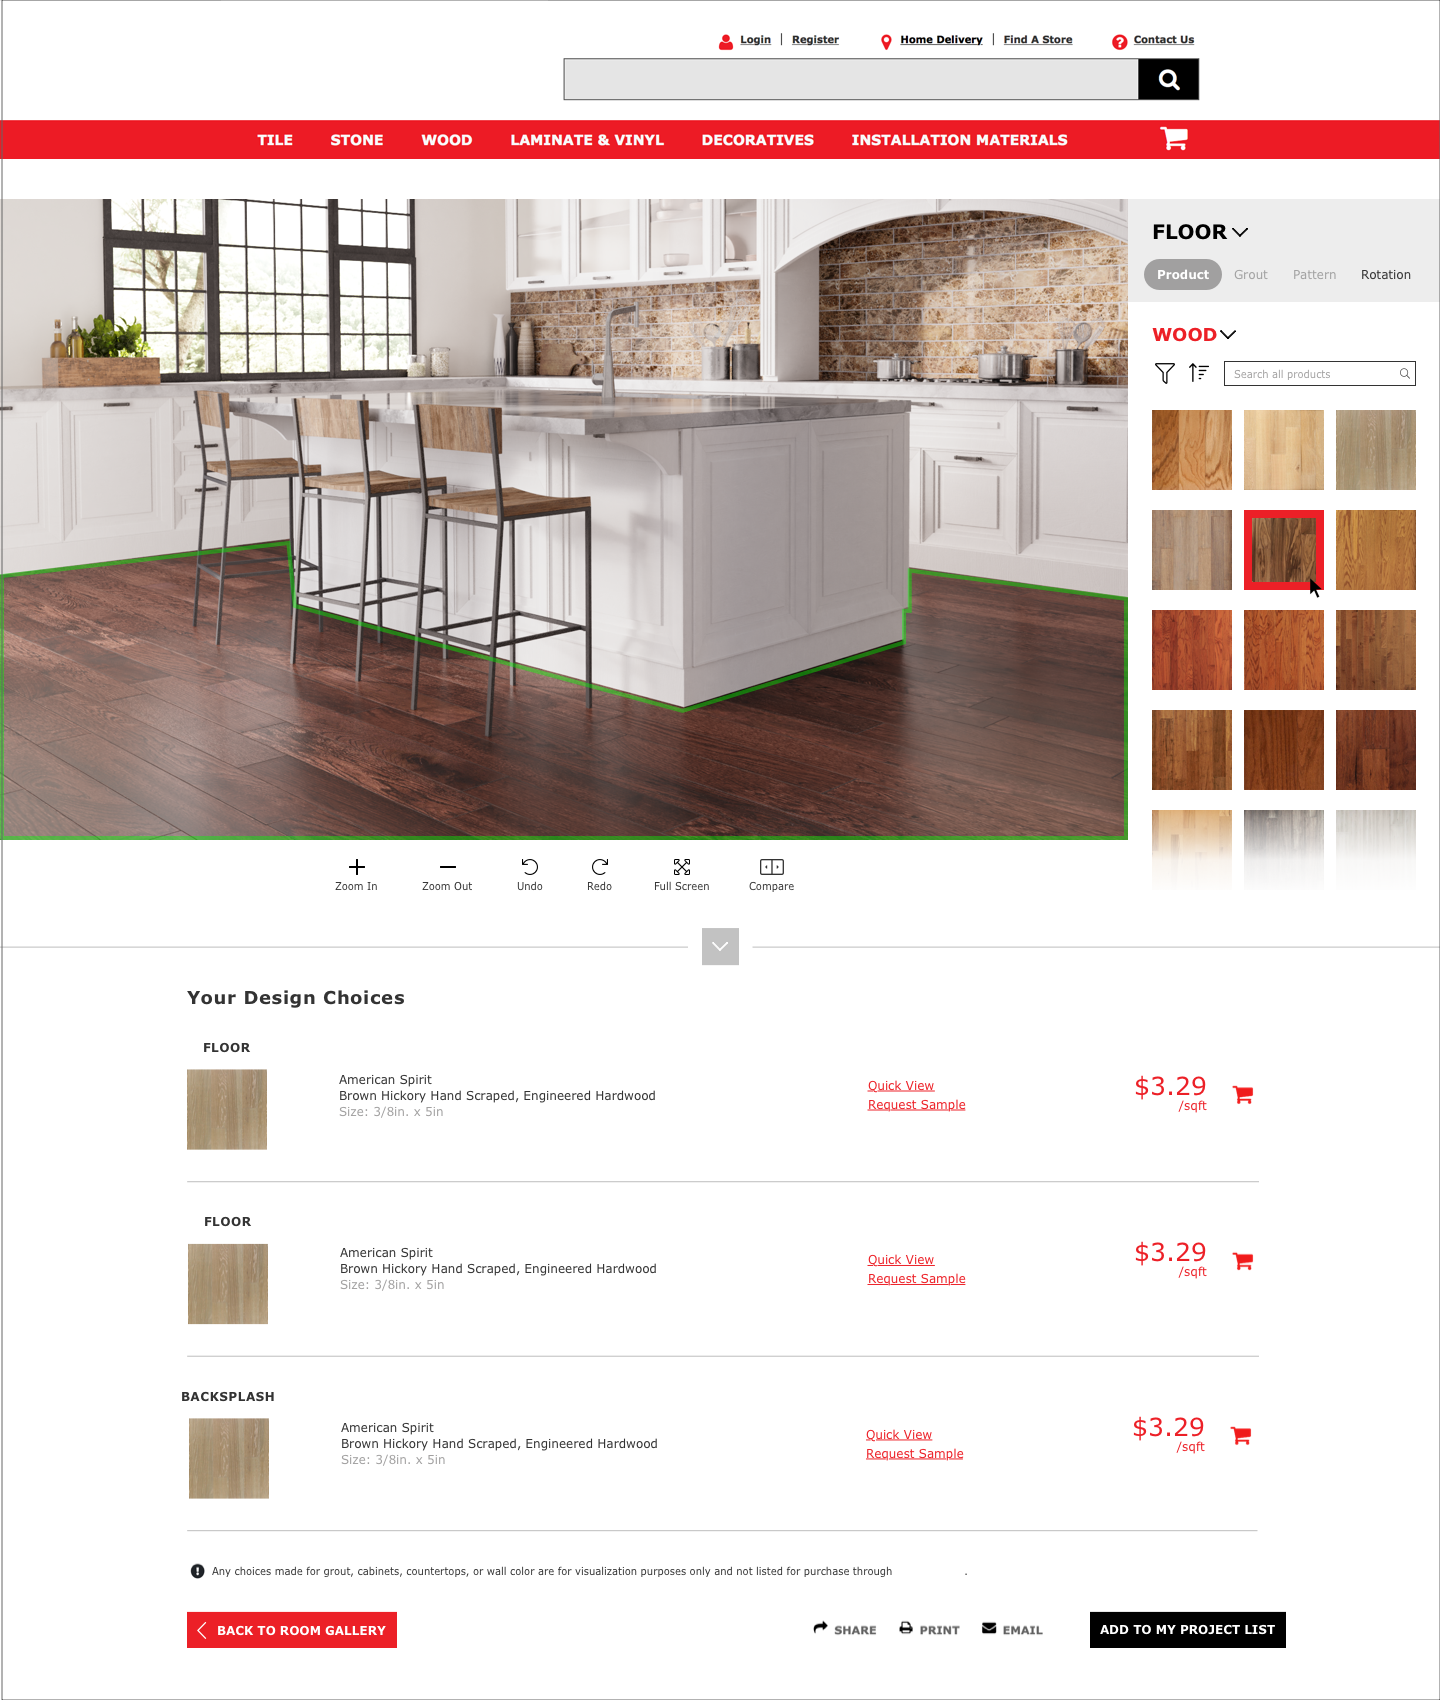 Login | Register
Home Delivery | Find A Store
Contact Us
TILE STONE WOOD LAMINATE & VINYL DECORATIVES INSTALLATION MATERIALS
FLOOR
Product Grout Pattern Rotation
WOOD
Search all products
Zoom In Zoom Out Undo Redo Full Screen Compare
Your Design Choices
FLOOR
American Spirit
Brown Hickory Hand Scraped, Engineered Hardwood
Size: 3/8in. x 5in
Quick View
Request Sample
$3.29
/sqft
FLOOR
American Spirit
Brown Hickory Hand Scraped, Engineered Hardwood
Size: 3/8in. x 5in
Quick View
Request Sample
$3.29
/sqft
BACKSPLASH
American Spirit
Brown Hickory Hand Scraped, Engineered Hardwood
Size: 3/8in. x 5in
Quick View
Request Sample
$3.29
/sqft
Any choices made for grout, cabinets, countertops, or wall color are for visualization purposes only and not listed for purchase through .
BACK TO ROOM GALLERY
SHARE PRINT EMAIL
ADD TO MY PROJECT LIST